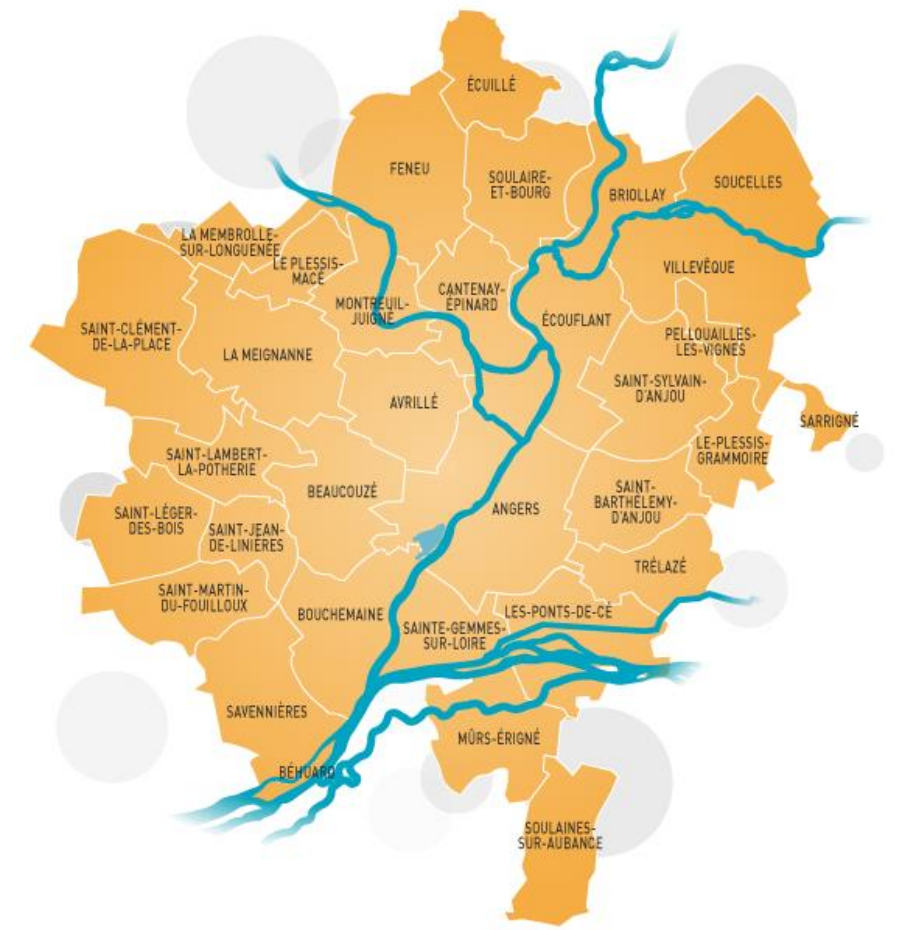 ÉCUILLÉ
FENEU
SOULAIRE-
ET-BOURG
BRIOLLAY
SOUCELLES
LA MEMBROLLE-
SUR-LONGUENÉE
LE PLESSIS-
MACÉ
VILLEVÊQUE
CANTENAY-
ÉPINARD
MONTREUIL-
JUIGNÉ
ÉCOUFLANT
SAINT-CLÉMENT-
DE-LA-PLACE
LA MEIGNANNE
PELLOUAILLES-
LES-VIGNES
SAINT-SYLVAIN-
D'ANJOU
AVRILLÉ
SARRIGNÉ
LE-PLESSIS-
GRAMMOIRE
SAINT-LAMBERT-
LA-POTHERIE
BEAUCOUZÉ
SAINT-
BARTHÉLEMY-
D'ANJOU
ANGERS
SAINT-LÉGER-
DES-BOIS
SAINT-JEAN-
DE-LINIÈRES
TRÉLAZÉ
SAINT-MARTIN-
DU-FOUILLOUX
BOUCHEMAINE
LES-PONTS-DE-CÉ
SAINTE-GEMMES-
SUR-LOIRE
SAVENNIÈRES
MÛRS-ÉRIGNÉ
BÉHUARD
SOULAINES-
SUR-AUBANCE